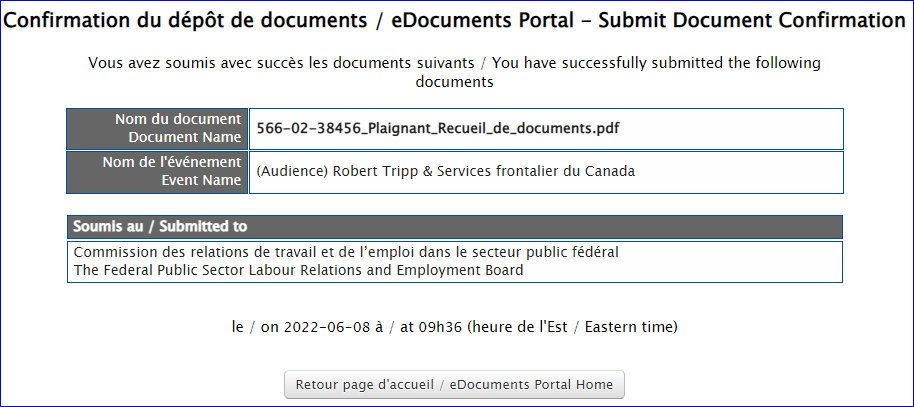 Confirmation du dépôt de documents / eDocuments Portal - Submit Document Confirmation
Vous avez soumis avec succès les documents suivants / You have successfully submitted the following
documents
Nom du document
Document Name
566-02-38456_Plaignant_Recueil_de_documents.pdf
Nom de l'événement
Event Name
(Audience) Robert Tripp & Services frontalier du Canada
Soumis au / Submitted to
Commission des relations de travail et de l'emploi dans le secteur public fédéral
The Federal Public Sector Labour Relations and Employment Board
le / on 2022-06-08 à / at 09h36 (heure de l'Est / Eastern time)
Retour page d'accueil / eDocuments Portal Home